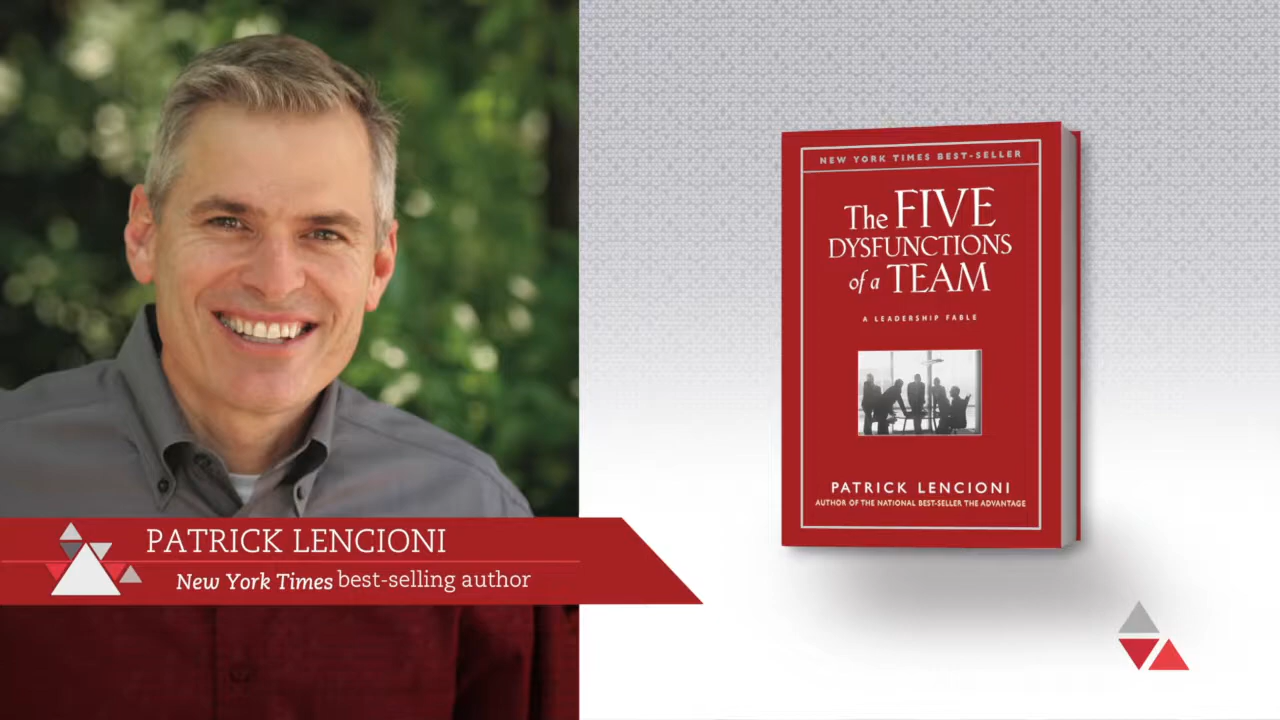 PATRICK LENCIONI
New York Times best-selling author
NEW YORK TIMES BEST-SELLER
The FIVE
DYSFUNCTIONS
of a TEAM
A LEADERSHIP FABLE
PATRICK LENCIONI
AUTHOR OF THE NATIONAL BEST-SELLER THE ADVANTAGE